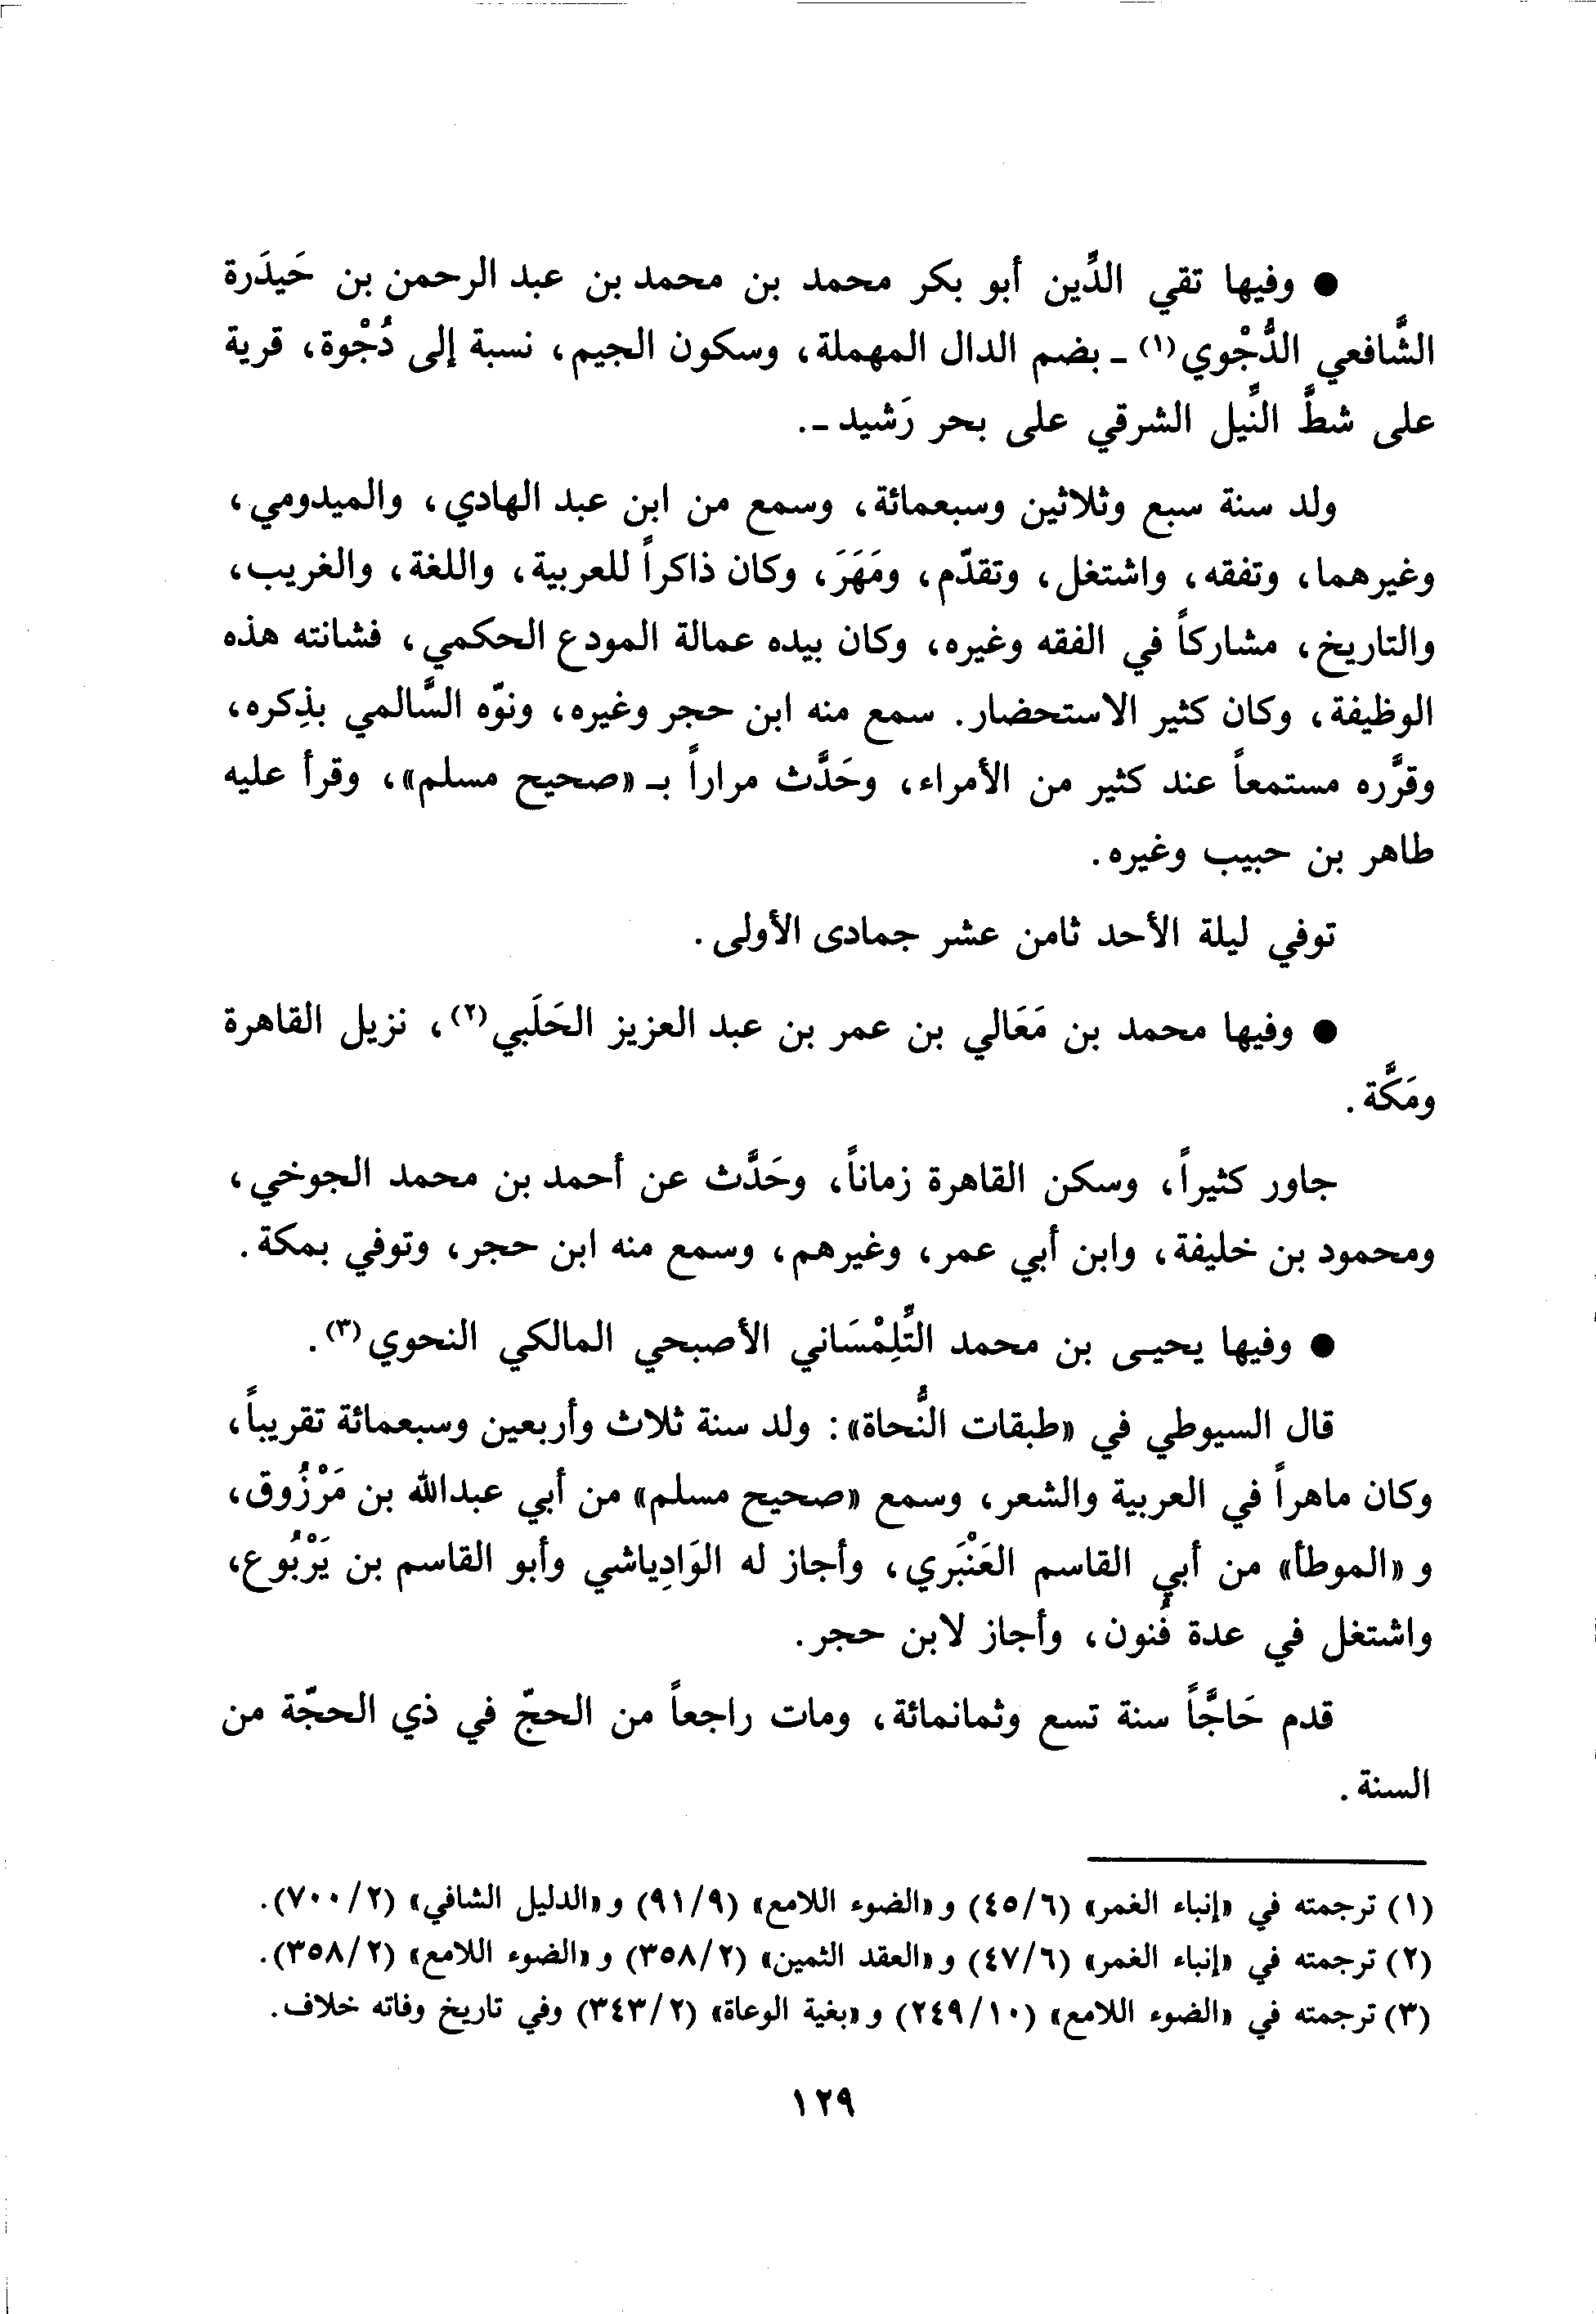 ● وفيها تقي الدِّين أبو بكر محمد بن محمد بن عبد الرحمن بن حَيدَرة
الشَّافعي الدُّجْوي(١) ـ بضم الدال المهملة، وسكون الجيم، نسبة إلى دُجْوة، قرية
على شطَّ النِّيل الشرقي على بحر رَشيد ـ.
ولد سنة سبع وثلاثين وسبعمائة، وسمع من ابن عبد الهادي، والميدومي،
وغيرهما، وتفقه، واشتغل، وتقدّم، ومَهَرَ، وكان ذاكراً للعربية، واللغة، والغريب،
والتاريخ، مشاركاً في الفقه وغيره، وكان بيده عمالة المودع الحكمي، فشانته هذه
الوظيفة، وكان كثير الاستحضار. سمع منه ابن حجر وغيره، ونوّه السَّالمي بذِكره،
وقرَّره مستمعاً عند كثير من الأمراء، وحَدَّث مراراً بـ «صحيح مسلم»، وقرأ عليه
طاهر بن حبيب وغيره.
توفي ليلة الأحد ثامن عشر جمادى الأولى.
● وفيها محمد بن مَعَالي بن عمر بن عبد العزيز الحَلَبي(٢)، نزيل القاهرة
ومَكَّة.
جاور كثيراً، وسكن القاهرة زماناً، وحَدَّث عن أحمد بن محمد الجوخي،
ومحمود بن خليفة، وابن أبي عمر، وغيرهم، وسمع منه ابن حجر، وتوفي بمكة.
● وفيها يحيـى بن محمد التِّلِمْسَاني الأصبحي المالكي النحوي(٣).
قال السيوطي في «طبقات النُّحاة»: ولد سنة ثلاث وأربعين وسبعمائة تقريباً،
وكان ماهراً في العربية والشعر، وسمع «صحيح مسلم» من أبي عبدالله بن مَرْزُوق،
و «الموطأ» من أبي القاسم العَنْبَري، وأجاز له الوَادِياشي وأبو القاسم بن يَرْبُوع،
واشتغل في عدة فُنون، وأجاز لابن حجر.
قدم حَاجَّاً سنة تسع وثمانمائة، ومات راجعاً من الحجّ في ذي الحجّة من
السنة.
(١) ترجمته في «إنباء الغمر» (٤٥/٦) و «الضوء اللامع» (٩١/٩) و «الدليل الشافي» (٧٠٠/٢).
(٢) ترجمته في «إنباء الغمر» (٤٧/٦) و «العقد الثمين» (٣٥٨/٢) و «الضوء اللامع» (٣٥٨/٢).
(٣) ترجمته في «الضوء اللامع» (٢٤٩/١٠) و «بغية الوعاة» (٣٤٣/٢) وفي تاريخ وفاته خلاف.
١٢٩